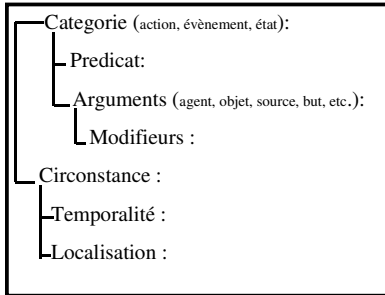 Categorie (action, évènement, état):
Predicat:
Arguments (agent, objet, source, but, etc.):
Modifieurs :
Circonstance :
Temporalité :
Localisation :